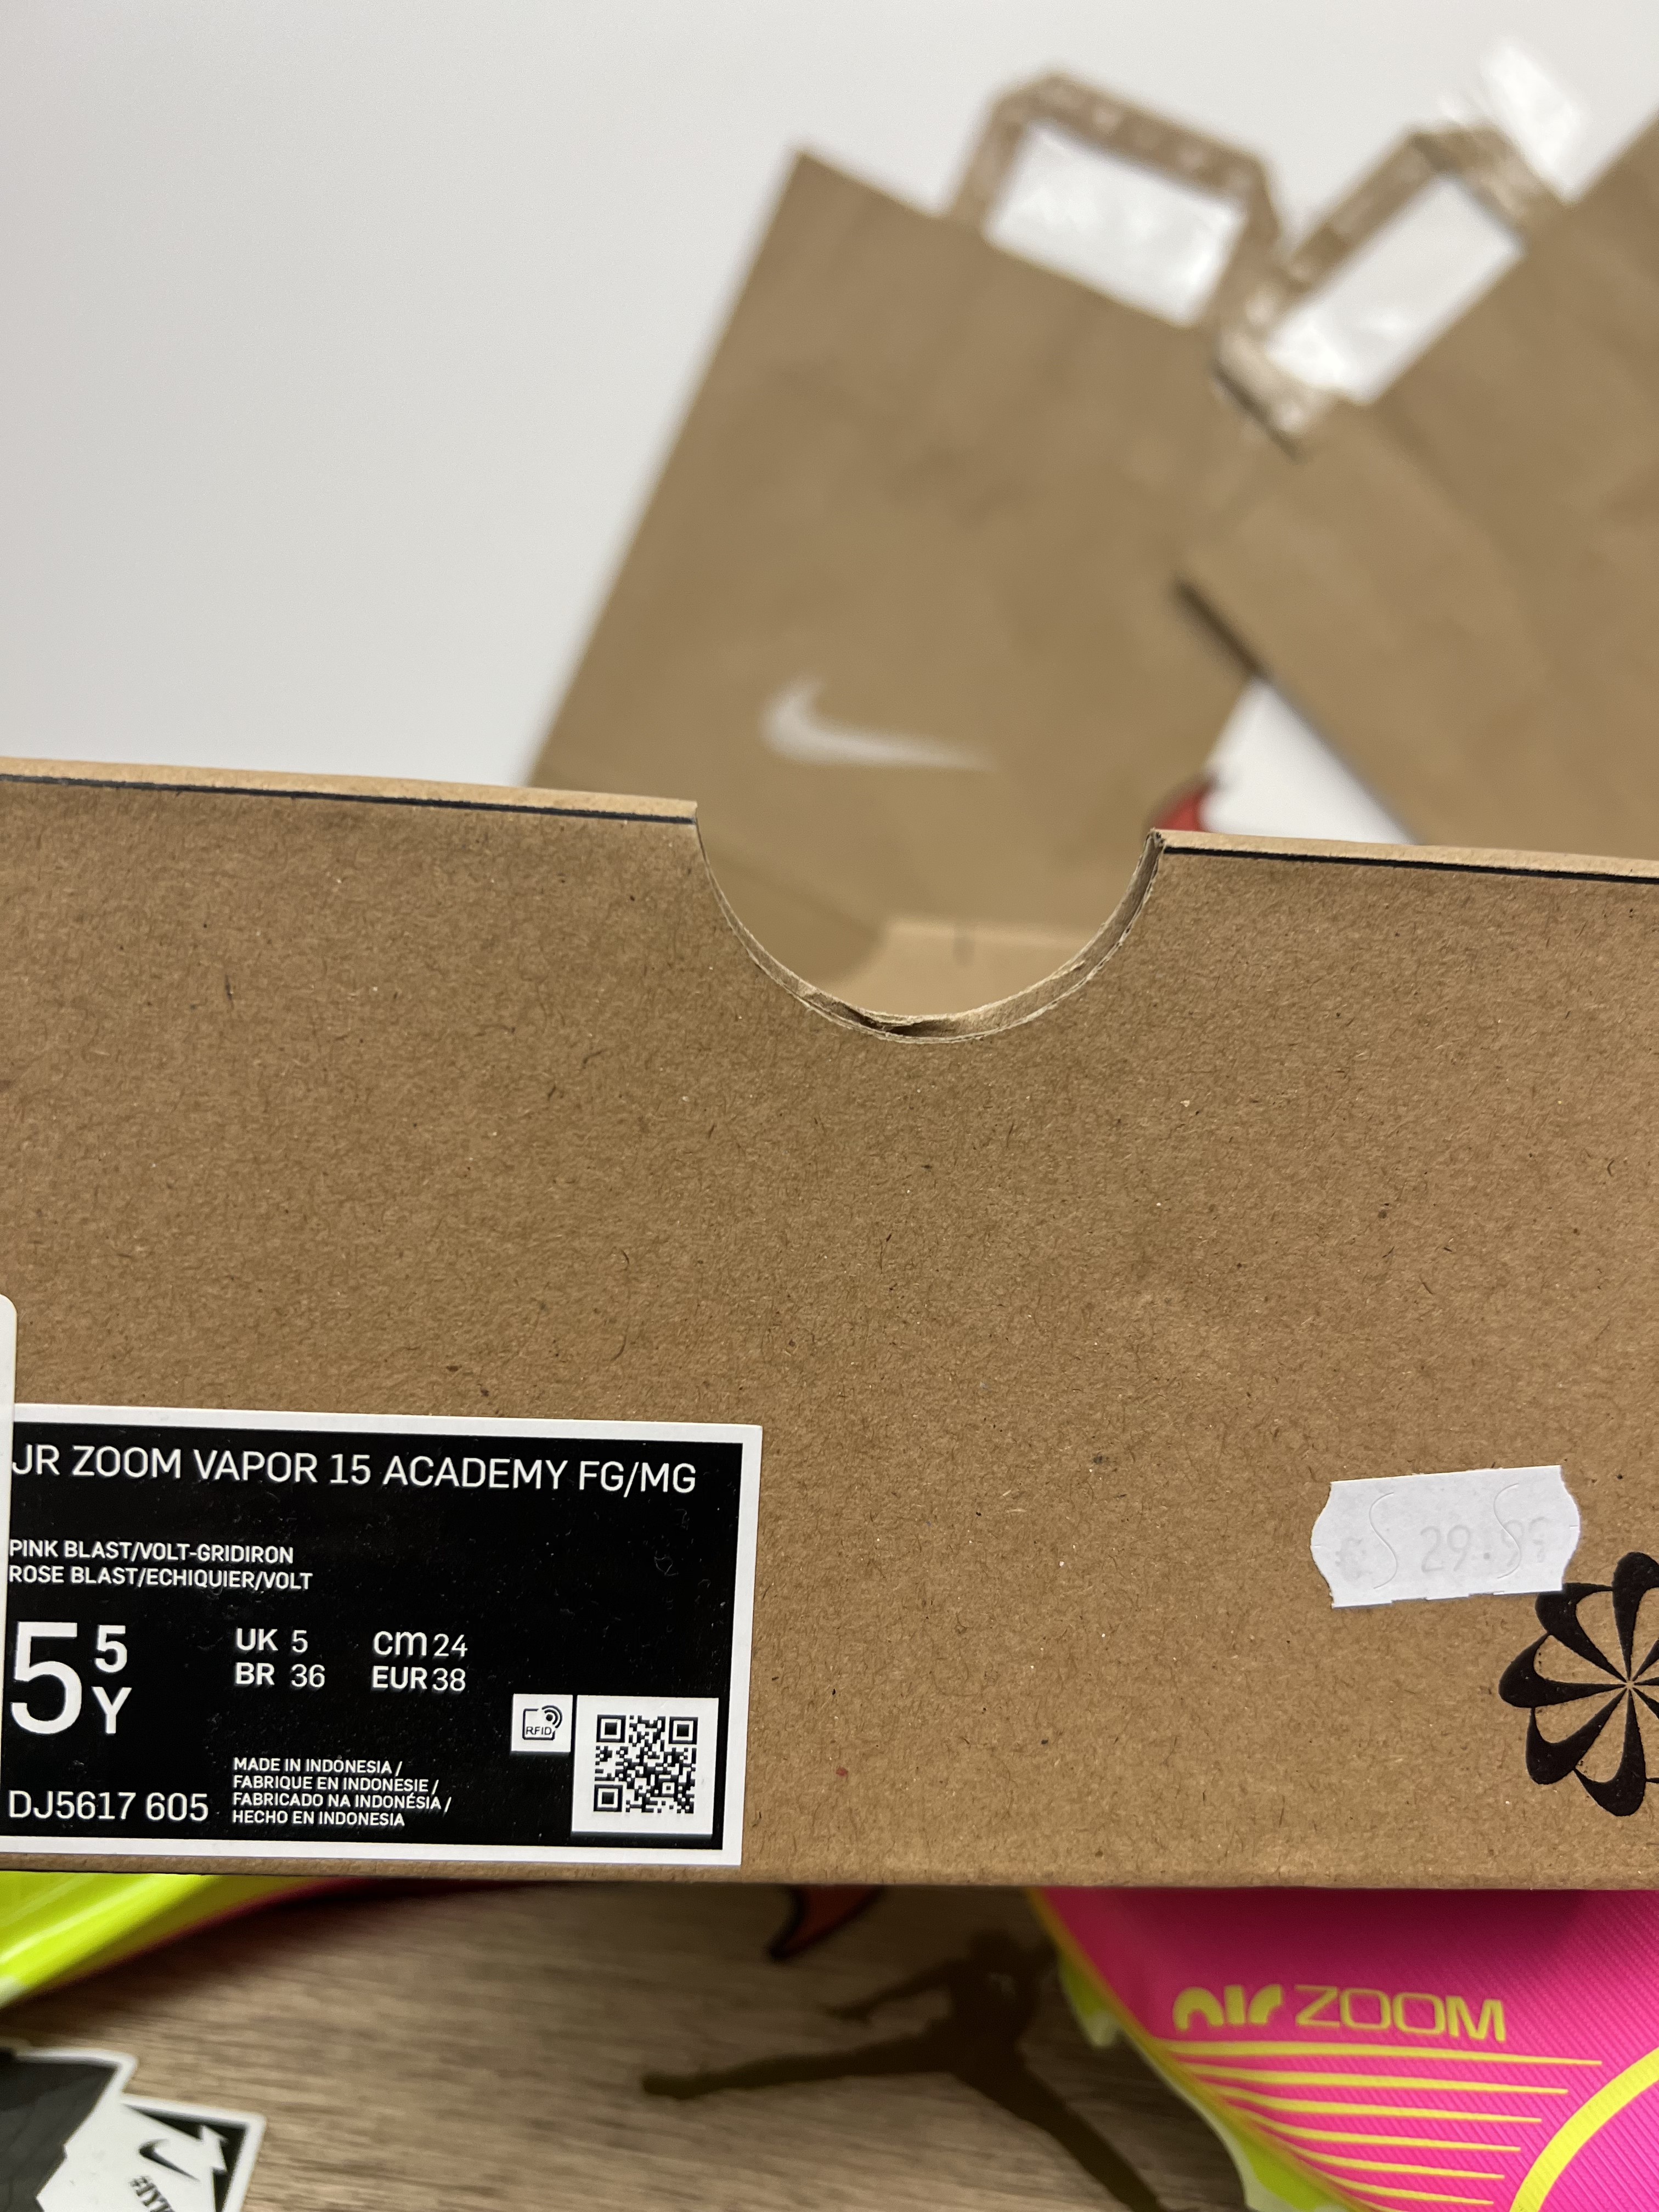 JR ZOOM VAPOR 15 ACADEMY FG/MG
PINK BLAST/VOLT-GRIDIRON
ROSE BLAST/ECHIQUIER/VOLT
5 5 Y
UK 5 cm 24
BR 36 EUR 38
RFID
MADE IN INDONESIA /
FABRIQUE EN INDONESIE /
FABRICADO NA INDONÉSIA /
HECHO EN INDONESIA
DJ5617 605
29.99
air ZOOM